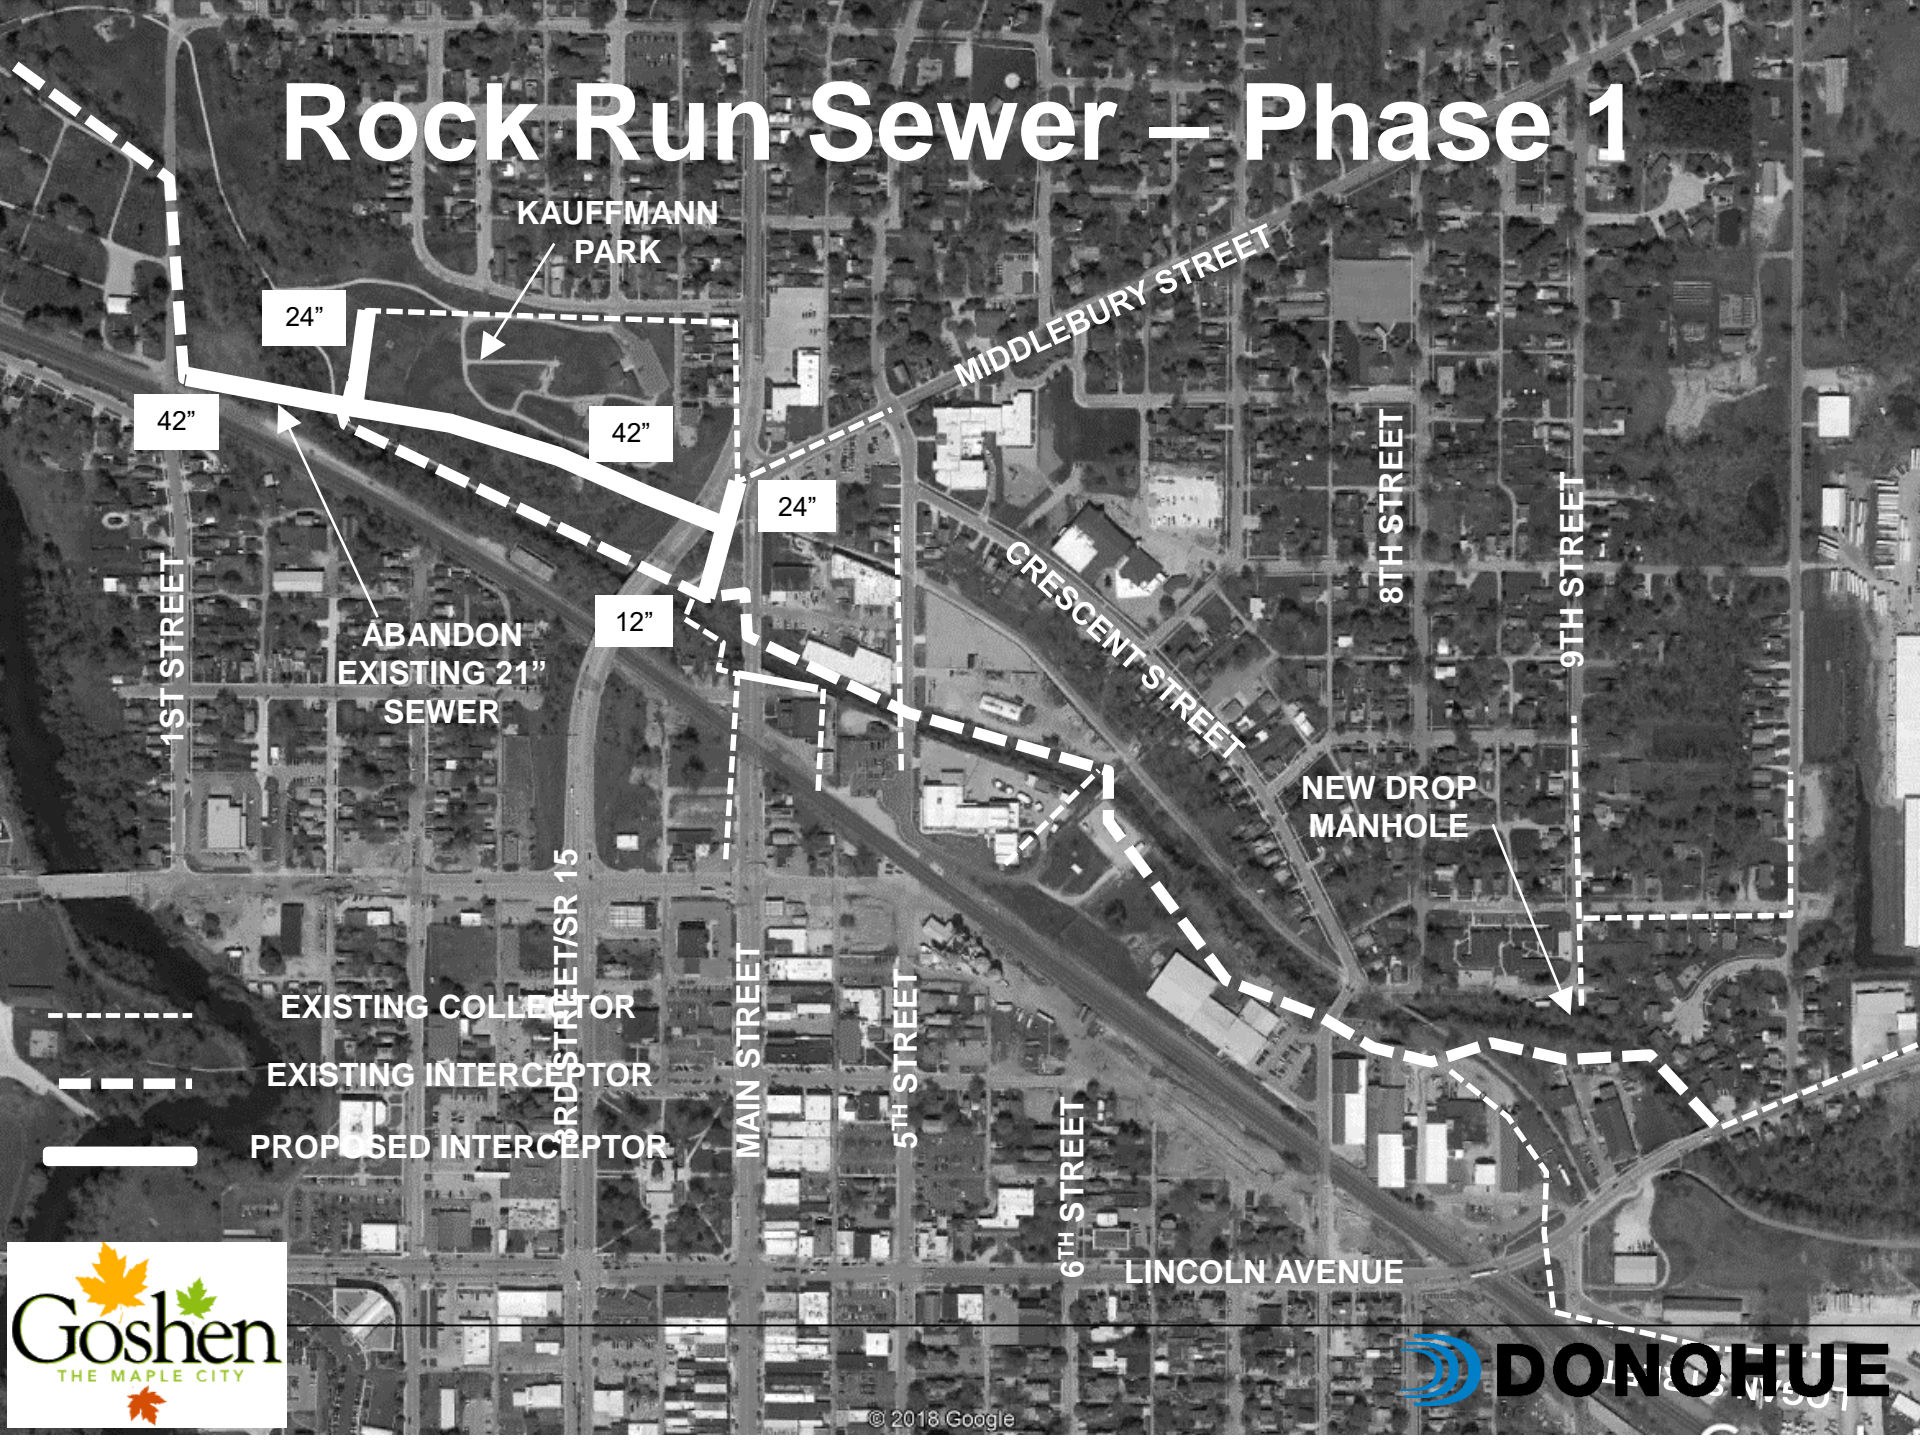 Rock Run Sewer – Phase 1
KAUFFMANN
PARK
MIDDLEBURY STREET
24”
42”
42”
24”
12”
8TH STREET
9TH STREET
CRESCENT STREET
1ST STREET
ABANDON
EXISTING 21”
SEWER
NEW DROP
MANHOLE
3RD STREET/SR 15
MAIN STREET
5TH STREET
6TH STREET
EXISTING COLLECTOR
EXISTING INTERCEPTOR
PROPOSED INTERCEPTOR
LINCOLN AVENUE
Goshen
THE MAPLE CITY
DONOHUE
LOGAN STREET
© 2018 Google